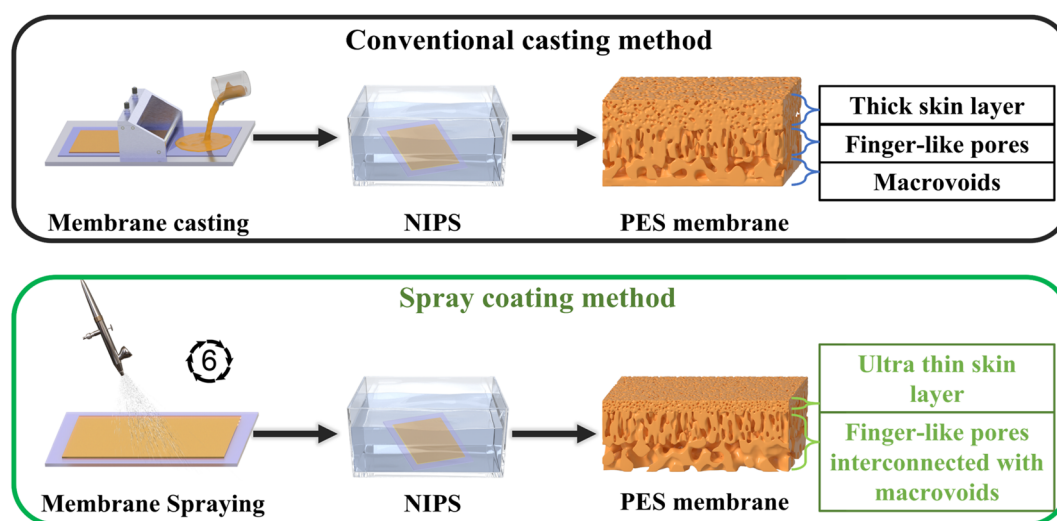 Conventional casting method
Thick skin layer
Finger-like pores
Macrovoids
Membrane casting
NIPS
PES membrane
Spray coating method
6
Ultra thin skin
layer
Finger-like pores
interconnected with
macrovoids
Membrane Spraying
NIPS
PES membrane